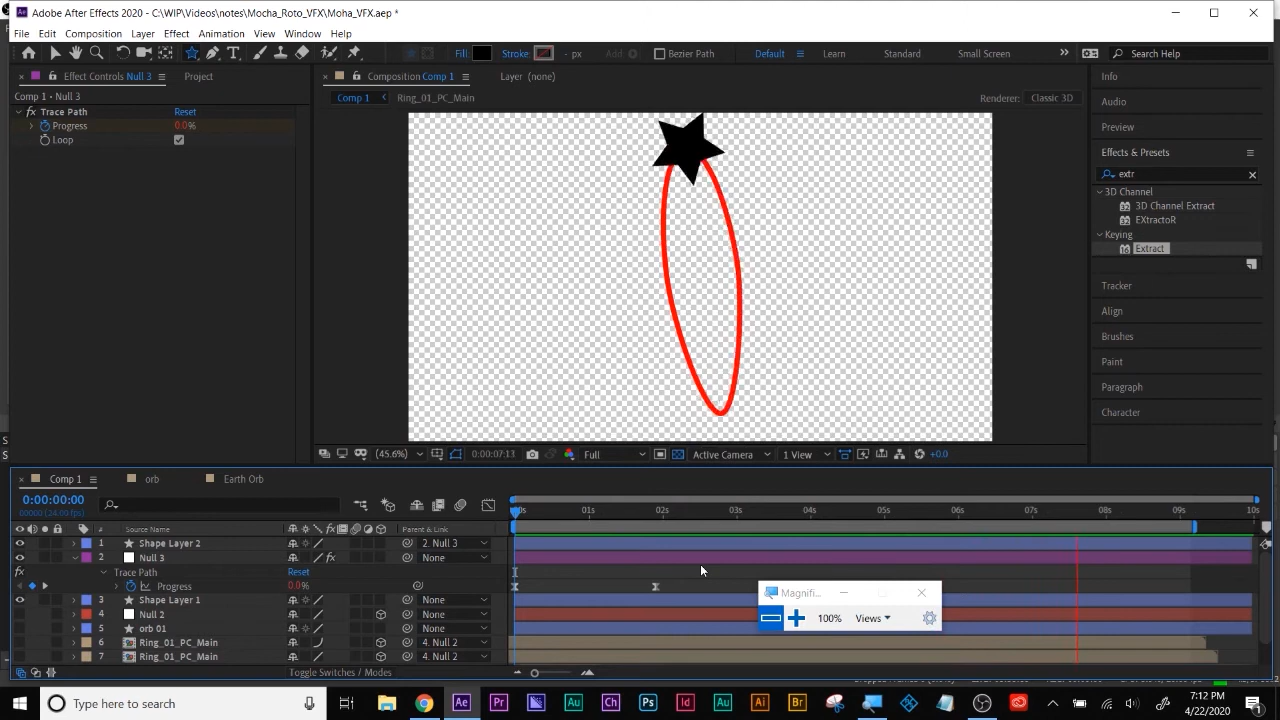 Adobe After Effects 2020 - C:\WIP\Videos\notes\Mocha_Roto_VFX\Moha_VFX.aep *
File Edit Composition Layer Effect Animation View Window Help
Fill: Stroke: - px Add: Bezier Path Default Learn Standard Small Screen Search Help
Effect Controls Null 3 Project
Composition Comp 1 Layer (none)
Info
Comp 1 • Null 3
Comp 1 Ring_01_PC_Main Renderer: Classic 3D
fx Trace Path Reset
Progress 0.0%
Loop
Audio
Preview
Effects & Presets
extr
3D Channel
3D Channel Extract
EXtractoR
Keying
Extract
Tracker
Align
Brushes
Paint
Paragraph
Character
(45.6%) 0:00:07:13 Full Active Camera 1 View +0.0
Comp 1 orb Earth Orb
0:00:00:00
00000 (24.00 fps)
0s 01s 02s 03s 04s 05s 06s 07s 08s 09s 10s
# Source Name Parent & Link
1 Shape Layer 2 2. Null 3
2 Null 3 None
Trace Path Reset
Progress 0.0%
3 Shape Layer 1 None
4 Null 2 None
5 orb 01 None
6 Ring_01_PC_Main 4. Null 2
7 Ring_01_PC_Main 4. Null 2
Toggle Switches / Modes
Magnifi...
100% Views
Type here to search
7:12 PM
4/22/2020